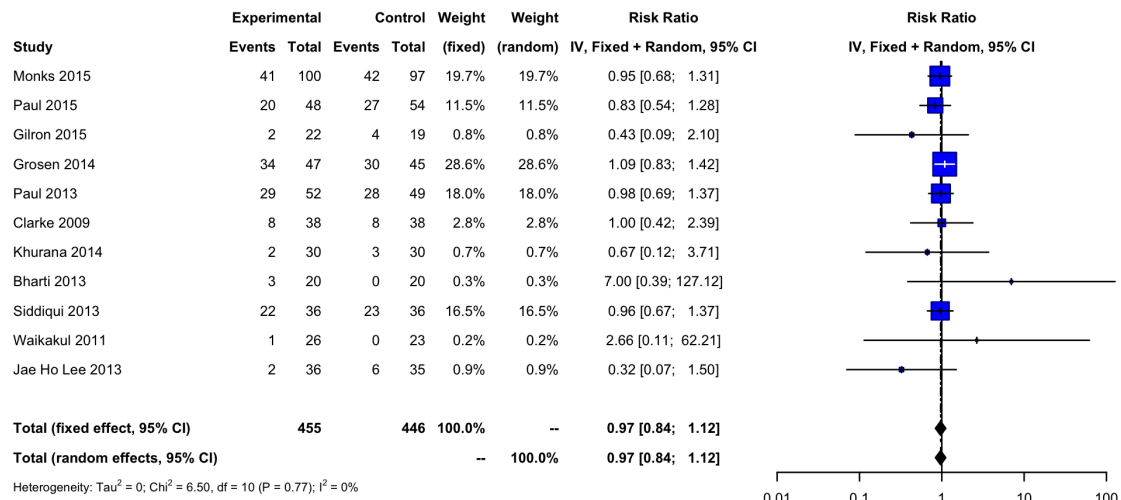 Experimental Control Weight Weight Risk Ratio Risk Ratio
Study Events Total Events Total (fixed) (random) IV, Fixed + Random, 95% CI IV, Fixed + Random, 95% CI
Monks 2015 41 100 42 97 19.7% 19.7% 0.95 [0.68; 1.31]
Paul 2015 20 48 27 54 11.5% 11.5% 0.83 [0.54; 1.28]
Gilron 2015 2 22 4 19 0.8% 0.8% 0.43 [0.09; 2.10]
Grosen 2014 34 47 30 45 28.6% 28.6% 1.09 [0.83; 1.42]
Paul 2013 29 52 28 49 18.0% 18.0% 0.98 [0.69; 1.37]
Clarke 2009 8 38 8 38 2.8% 2.8% 1.00 [0.42; 2.39]
Khurana 2014 2 30 3 30 0.7% 0.7% 0.67 [0.12; 3.71]
Bharti 2013 3 20 0 20 0.3% 0.3% 7.00 [0.39; 127.12]
Siddiqui 2013 22 36 23 36 16.5% 16.5% 0.96 [0.67; 1.37]
Waikakul 2011 1 26 0 23 0.2% 0.2% 2.66 [0.11; 62.21]
Jae Ho Lee 2013 2 36 6 35 0.9% 0.9% 0.32 [0.07; 1.50]
Total (fixed effect, 95% CI) 455 446 100.0% -- 0.97 [0.84; 1.12]
Total (random effects, 95% CI) -- 100.0% 0.97 [0.84; 1.12]
Heterogeneity: Tau² = 0; Chi² = 6.50, df = 10 (P = 0.77); I² = 0%
0.01 0.1 1 10 100